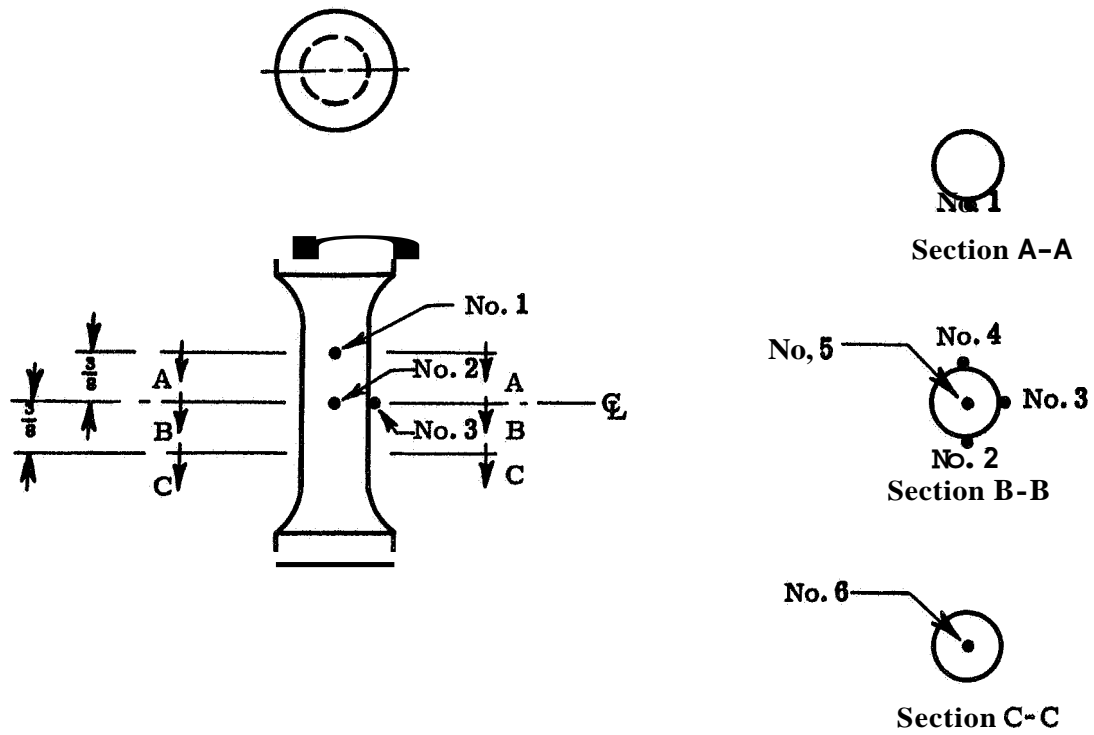 No. 1
Section A-A
No. 1
No. 2
No. 3
3/8
3/8
A
A
B
B
C
C
℄
No. 4
No, 5
No. 3
No. 2
Section B-B
No. 6
Section C-C